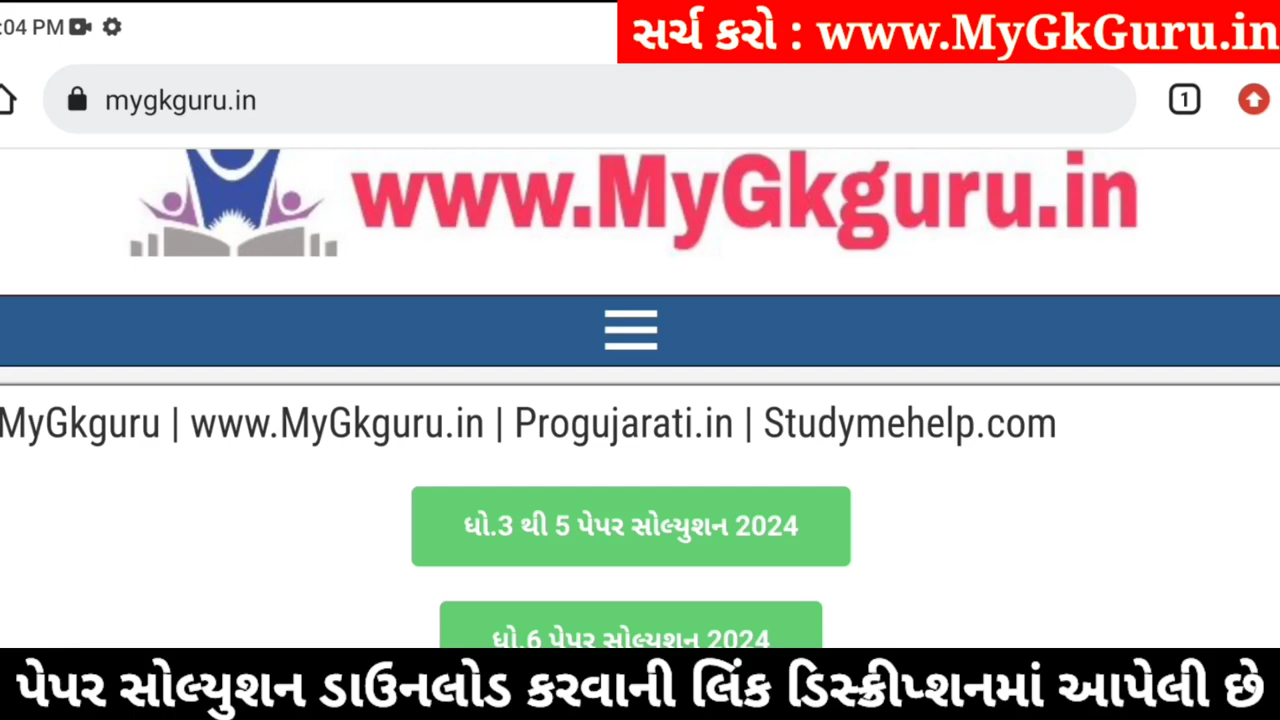 :04 PM
સર્ચ કરો : www.MyGkGuru.in
mygkguru.in
1
www.MyGkguru.in
MyGkguru | www.MyGkguru.in | Progujarati.in | Studymehelp.com
ધો.3 થી 5 પેપર સોલ્યુશન 2024
ધો.6 પેપર સોલ્યુશન 2024
પેપર સોલ્યુશન ડાઉનલોડ કરવાની લિંક ડિસ્ક્રીપ્શનમાં આપેલી છે